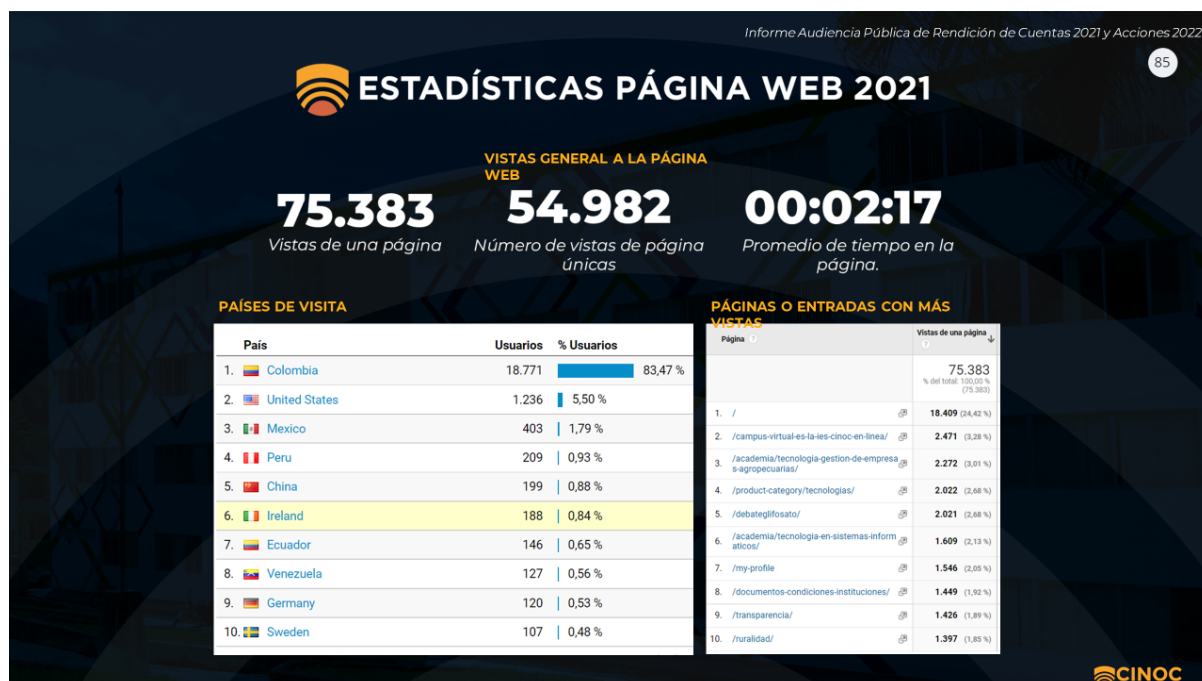 Informe Audiencia Pública de Rendición de Cuentas 2021 y Acciones 2022
85
ESTADÍSTICAS PÁGINA WEB 2021
VISTAS GENERAL A LA PÁGINA
WEB
75.383
Vistas de una página
54.982
Número de vistas de página
únicas
00:02:17
Promedio de tiempo en la
página.
PAÍSES DE VISITA
País Usuarios % Usuarios
1. Colombia 18.771 83,47 %
2. United States 1.236 5,50 %
3. Mexico 403 1,79 %
4. Peru 209 0,93 %
5. China 199 0,88 %
6. Ireland 188 0,84 %
7. Ecuador 146 0,65 %
8. Venezuela 127 0,56 %
9. Germany 120 0,53 %
10. Sweden 107 0,48 %
PÁGINAS O ENTRADAS CON MÁS
VISTAS
Página ? Vistas de una página
?
75.383
% del total: 100,00 %
(75.383)
1. / 18.409 (24,42 %)
2. /campus-virtual-es-la-ies-cinoc-en-linea/ 2.471 (3,28 %)
3. /academia/tecnologia-gestion-de-empresa
s-agropecuarias/ 2.272 (3,01 %)
4. /product-category/tecnologias/ 2.022 (2,68 %)
5. /debateglifosato/ 2.021 (2,68 %)
6. /academia/tecnologia-en-sistemas-inform
aticos/ 1.609 (2,13 %)
7. /my-profile 1.546 (2,05 %)
8. /documentos-condiciones-instituciones/ 1.449 (1,92 %)
9. /transparencia/ 1.426 (1,89 %)
10. /ruralidad/ 1.397 (1,85 %)
CINOC